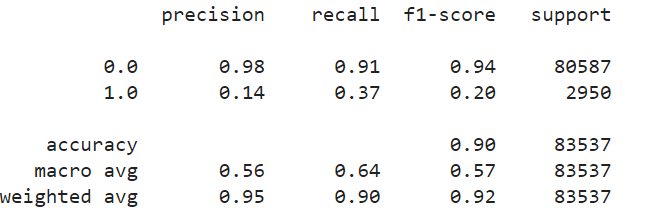 precision recall f1-score support
0.0 0.98 0.91 0.94 80587
1.0 0.14 0.37 0.20 2950
accuracy 0.90 83537
macro avg 0.56 0.64 0.57 83537
weighted avg 0.95 0.90 0.92 83537